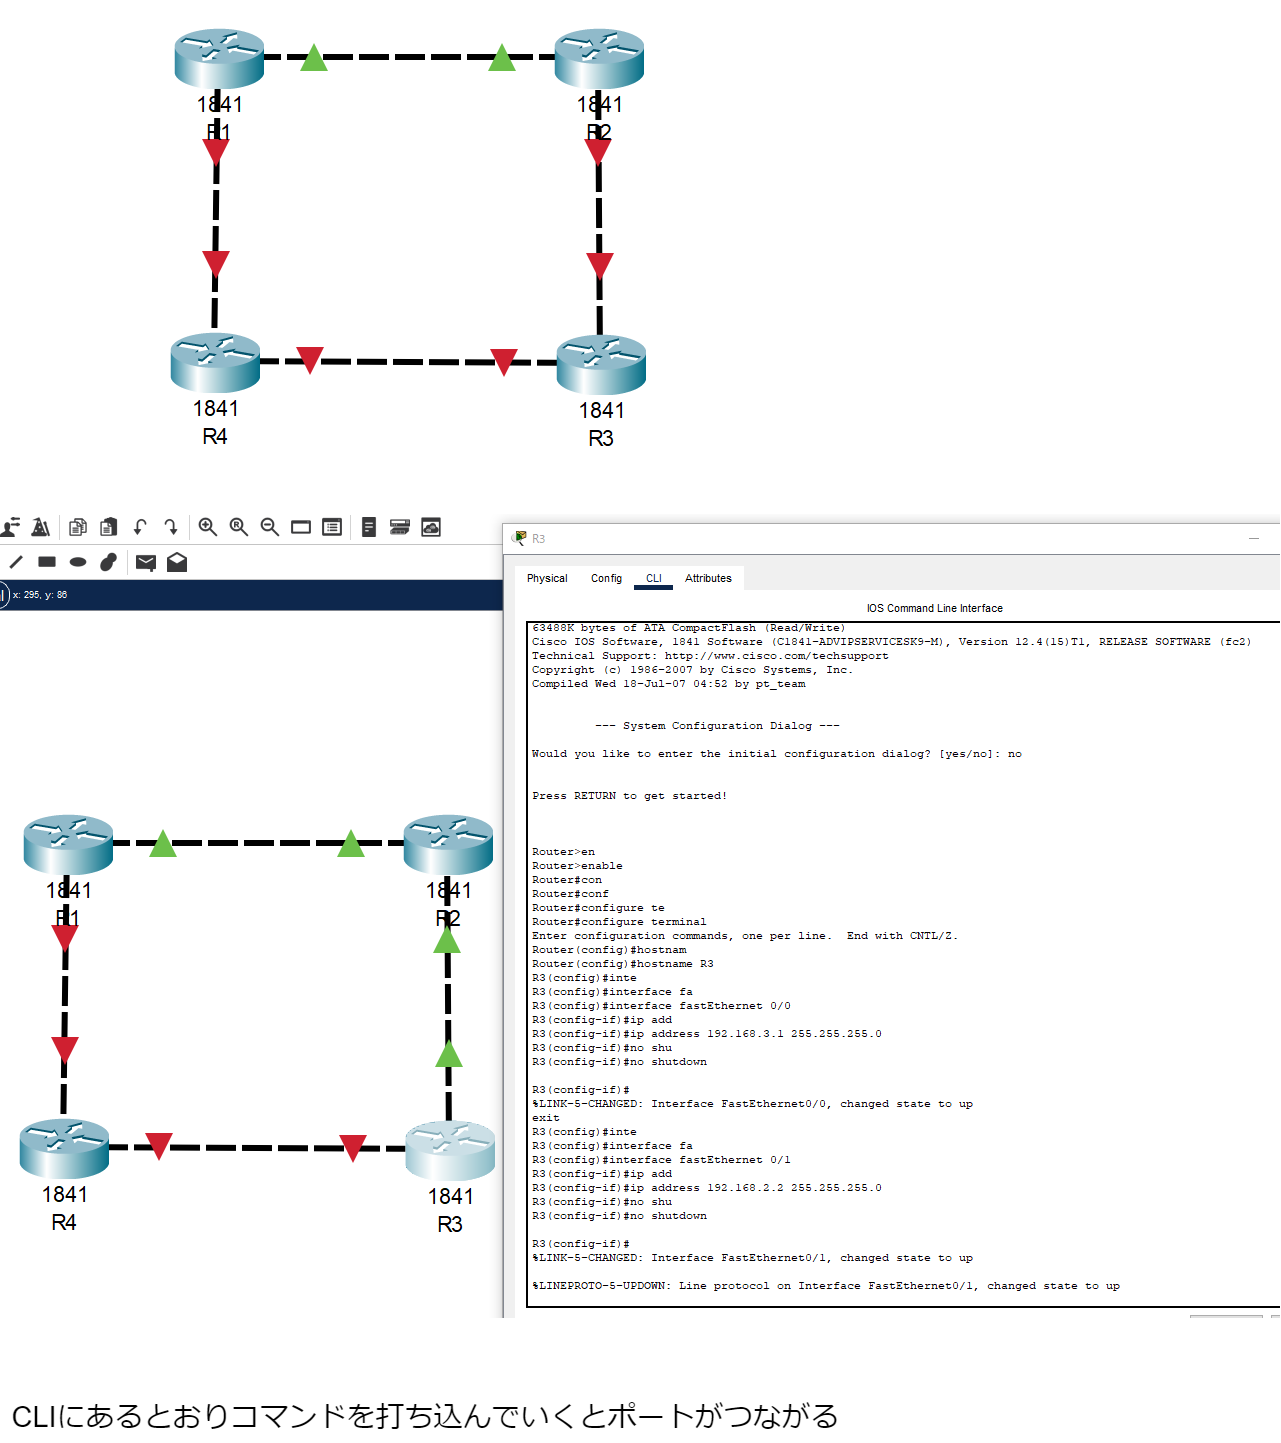 1841
R1
1841
R2
1841
R4
1841
R3
R3
x: 295, y: 86
Physical Config CLI Attributes
IOS Command Line Interface
63488K bytes of ATA CompactFlash (Read/Write)
Cisco IOS Software, 1841 Software (C1841-ADVIPSERVICESK9-M), Version 12.4(15)T1, RELEASE SOFTWARE (fc2)
Technical Support: http://www.cisco.com/techsupport
Copyright (c) 1986-2007 by Cisco Systems, Inc.
Compiled Wed 18-Jul-07 04:52 by pt_team
--- System Configuration Dialog ---
Would you like to enter the initial configuration dialog? [yes/no]: no
Press RETURN to get started!
Router>en
Router>enable
Router#con
Router#conf
Router#configure te
Router#configure terminal
Enter configuration commands, one per line.  End with CNTL/Z.
Router(config)#hostnam
Router(config)#hostname R3
R3(config)#inte
R3(config)#interface fa
R3(config)#interface fastEthernet 0/0
R3(config-if)#ip add
R3(config-if)#ip address 192.168.3.1 255.255.255.0
R3(config-if)#no shu
R3(config-if)#no shutdown
R3(config-if)#
%LINK-5-CHANGED: Interface FastEthernet0/0, changed state to up
exit
R3(config)#inte
R3(config)#interface fa
R3(config)#interface fastEthernet 0/1
R3(config-if)#ip add
R3(config-if)#ip address 192.168.2.2 255.255.255.0
R3(config-if)#no shu
R3(config-if)#no shutdown
R3(config-if)#
%LINK-5-CHANGED: Interface FastEthernet0/1, changed state to up
%LINEPROTO-5-UPDOWN: Line protocol on Interface FastEthernet0/1, changed state to up
1841
R1
1841
R2
1841
R4
1841
R3
CLIにあるとおりコマンドを打ち込んでいくとポートがつながる